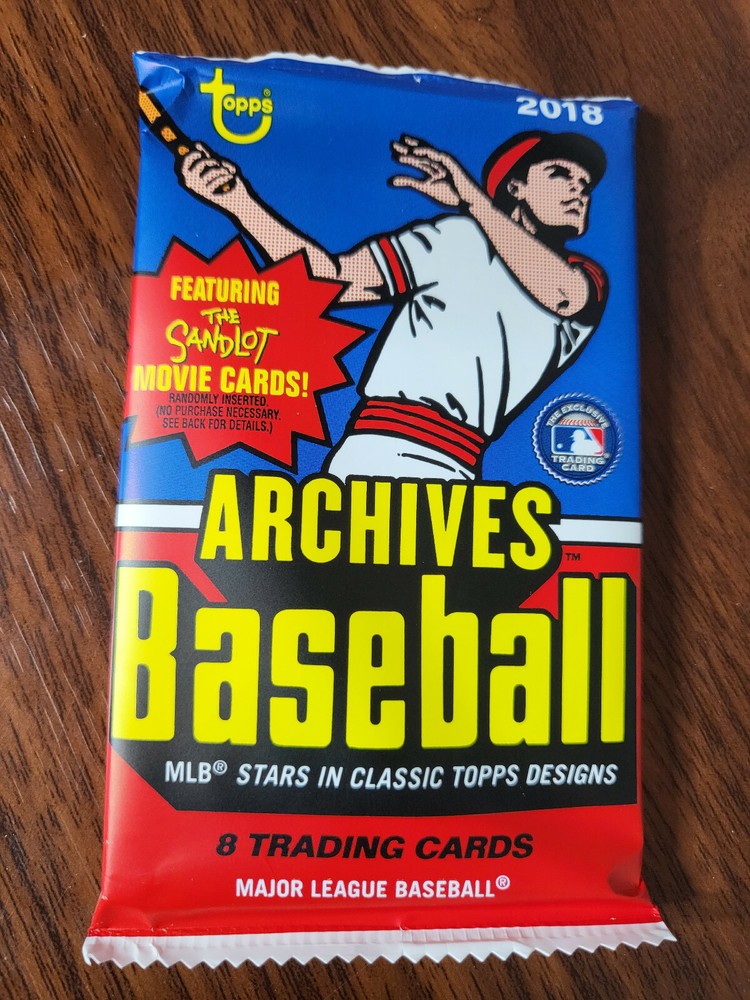 topps®
2018
FEATURING
THE
SANDLOT
MOVIE CARDS!
RANDOMLY INSERTED.
(NO PURCHASE NECESSARY.
SEE BACK FOR DETAILS.)
THE EXCLUSIVE
TRADING
CARD
®
ARCHIVES
™
Baseball
MLB® STARS IN CLASSIC TOPPS DESIGNS
8 TRADING CARDS
MAJOR LEAGUE BASEBALL®